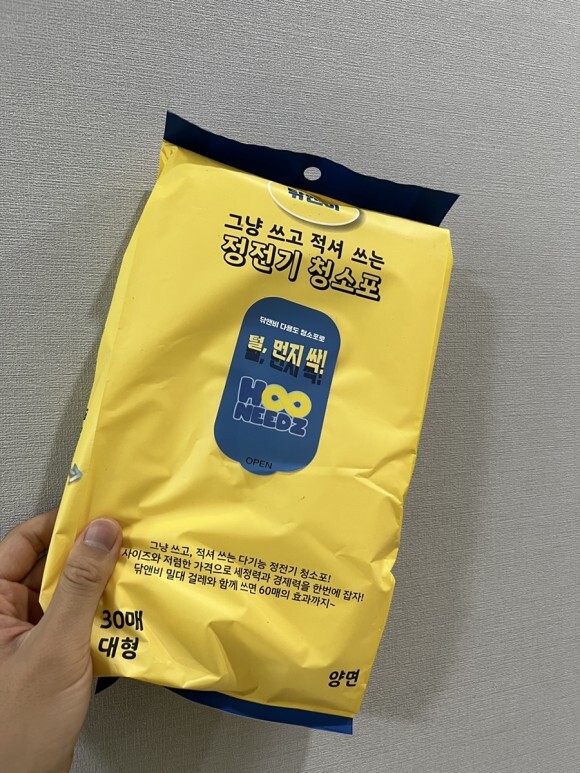 닦앤비
그냥 쓰고 적셔 쓰는
정전기 청소포
닦앤비 다용도 청소포로
털, 먼지 싹!
HOO
NEEDZ
OPEN
그냥 쓰고, 적셔 쓰는 다기능 정전기 청소포!
사이즈와 저렴한 가격으로 세정력과 경제력을 한번에 잡자!
닦앤비 밀대 걸레와 함께 쓰면 60매의 효과까지~
30매
대형
양면